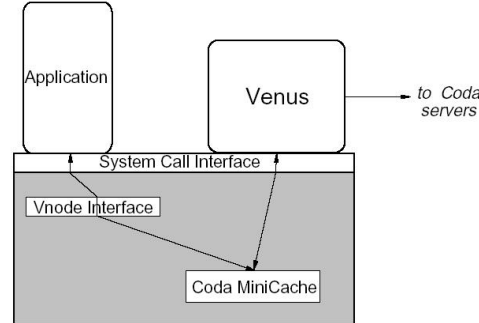 Application
Venus
to Coda
servers
System Call Interface
Vnode Interface
Coda MiniCache